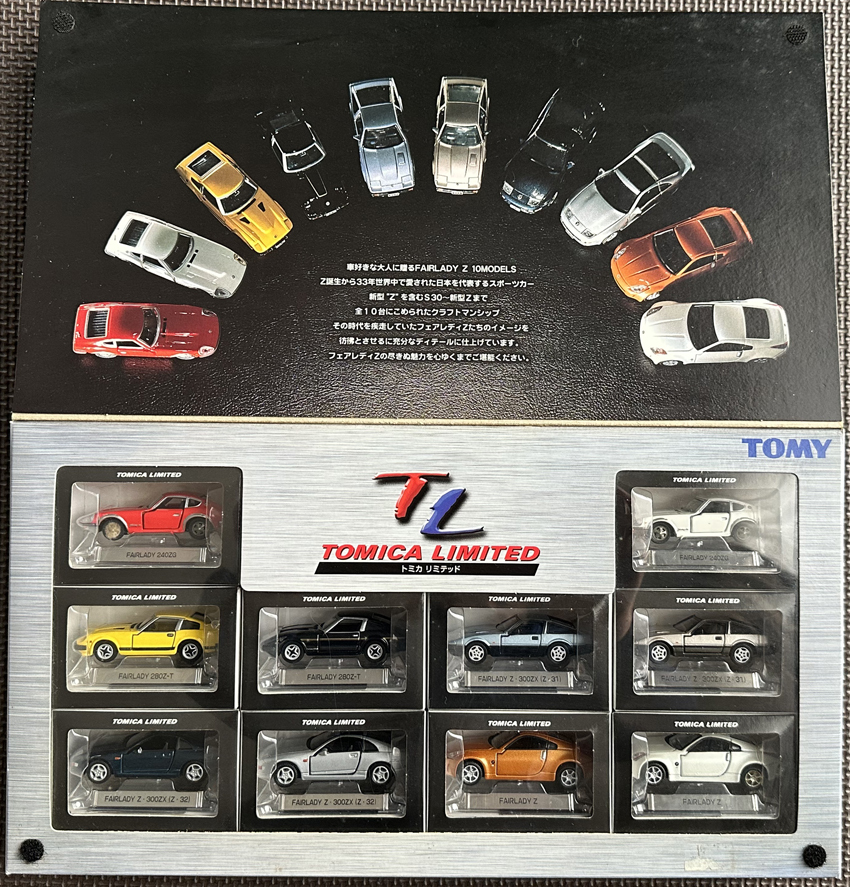 車好きな大人に贈るFAIRLADY Z 10MODELS
Z誕生から33年世界中で愛された日本を代表するスポーツカー
新型"Z"を含むS30〜新型Zまで
全10台にこめられたクラフトマンシップ
その時代を疾走していたフェアレディZたちのイメージを
彷彿とさせるに充分なディテールに仕上げています。
フェアレディZの尽きぬ魅力を心ゆくまでご堪能ください。
TOMY
TL
TOMICA LIMITED
トミカ リミテッド
TOMICA LIMITED
FAIRLADY 240ZG
TOMICA LIMITED
FAIRLADY 240ZG
TOMICA LIMITED
FAIRLADY 280Z-T
TOMICA LIMITED
FAIRLADY 280Z-T
TOMICA LIMITED
FAIRLADY Z-300ZX (Z-31)
TOMICA LIMITED
FAIRLADY Z-300ZX (Z-31)
TOMICA LIMITED
FAIRLADY Z-300ZX (Z-32)
TOMICA LIMITED
FAIRLADY Z-300ZX (Z-32)
TOMICA LIMITED
FAIRLADY Z
TOMICA LIMITED
FAIRLADY Z